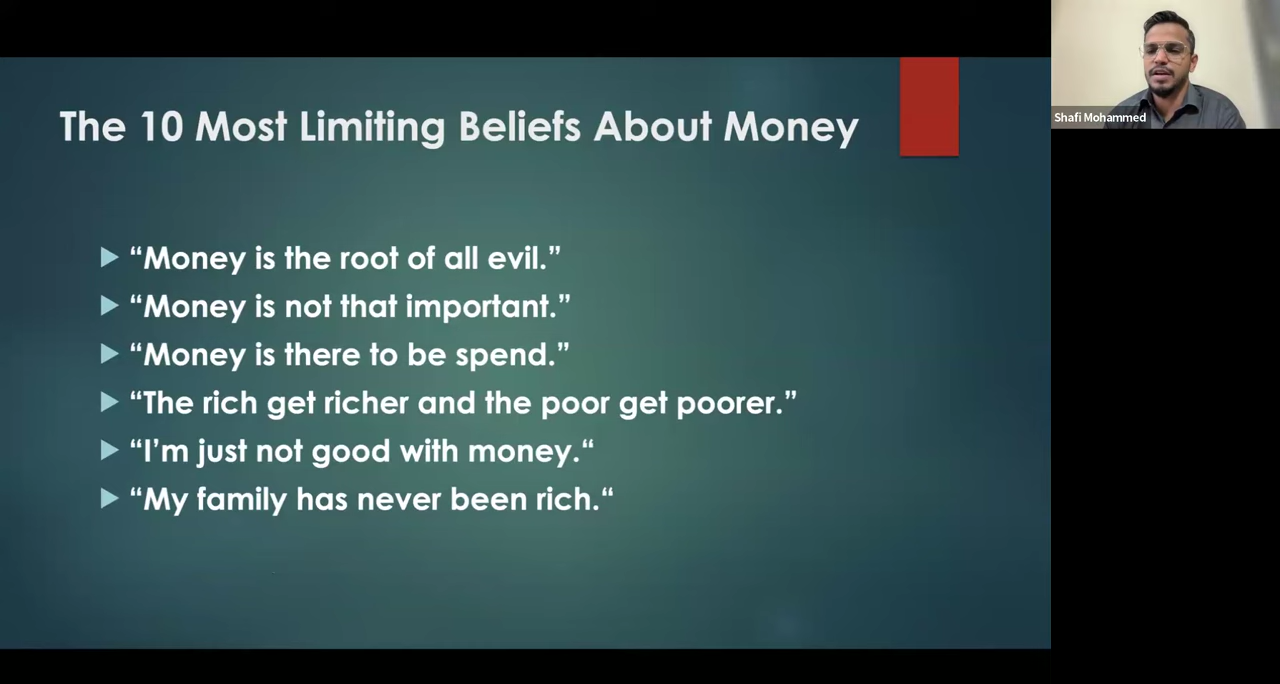 The 10 Most Limiting Beliefs About Money
“Money is the root of all evil.”
“Money is not that important.”
“Money is there to be spend.”
“The rich get richer and the poor get poorer.”
“I’m just not good with money.“
“My family has never been rich.“
Shafi Mohammed